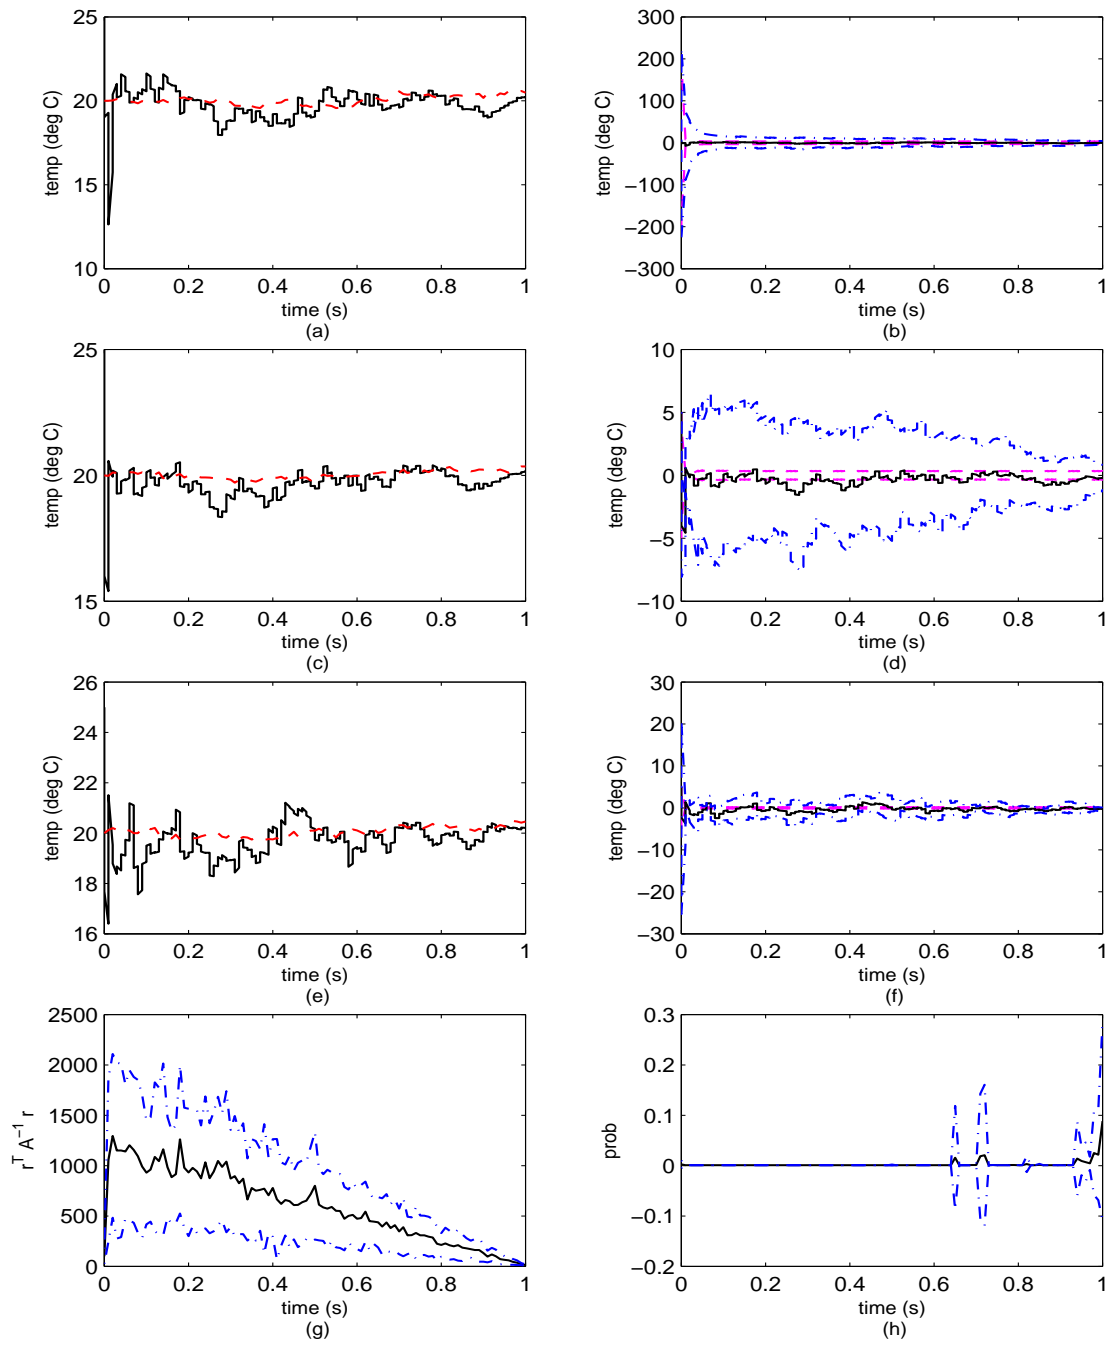 25
20
15
10
temp (deg C)
0 0.2 0.4 0.6 0.8 1
time (s)
(a)
300
200
100
0
−100
−200
−300
temp (deg C)
0 0.2 0.4 0.6 0.8 1
time (s)
(b)
25
20
15
temp (deg C)
0 0.2 0.4 0.6 0.8 1
time (s)
(c)
10
5
0
−5
−10
temp (deg C)
0 0.2 0.4 0.6 0.8 1
time (s)
(d)
26
24
22
20
18
16
temp (deg C)
0 0.2 0.4 0.6 0.8 1
time (s)
(e)
30
20
10
0
−10
−20
−30
temp (deg C)
0 0.2 0.4 0.6 0.8 1
time (s)
(f)
2500
2000
1500
1000
500
0
r^T A^−1 r
0 0.2 0.4 0.6 0.8 1
time (s)
(g)
0.3
0.2
0.1
0
−0.1
−0.2
prob
0 0.2 0.4 0.6 0.8 1
time (s)
(h)